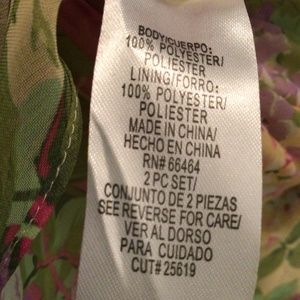 BODY/CUERPO:
100% POLYESTER/
POLIESTER
LINING/FORRO:
100% POLYESTER/
POLIESTER
MADE IN CHINA/
HECHO EN CHINA
RN# 66464
2 PC SET/
CONJUNTO DE 2 PIEZAS
SEE REVERSE FOR CARE/
VER AL DORSO
PARA CUIDADO
CUT# 25619